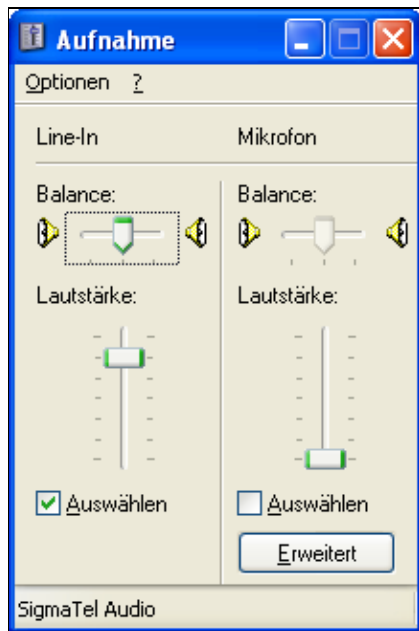 Aufnahme
Optionen ?
Line-In Mikrofon
Balance: Balance:
Lautstärke: Lautstärke:
Auswählen Auswählen
Erweitert
SigmaTel Audio